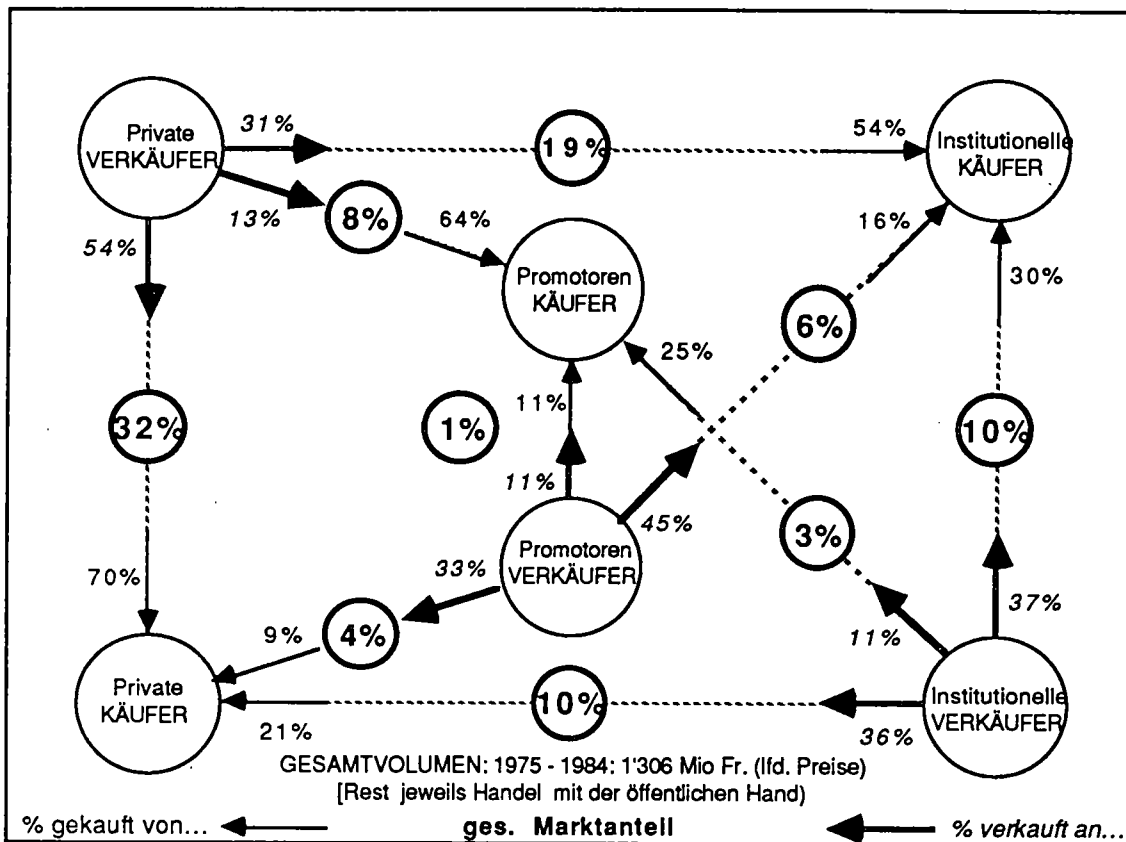 Private
VERKÄUFER
31%
19%
54%
Institutionelle
KÄUFER
13%
8%
64%
16%
54%
Promotoren
KÄUFER
30%
6%
25%
32%
11%
1%
10%
11%
45%
3%
Promotoren
VERKÄUFER
33%
70%
37%
9%
4%
11%
Private
KÄUFER
10%
Institutionelle
VERKÄUFER
21%
36%
GESAMTVOLUMEN: 1975 - 1984: 1'306 Mio Fr. (lfd. Preise)
[Rest jeweils Handel mit der öffentlichen Hand)
% gekauft von... ges. Marktanteil % verkauft an...